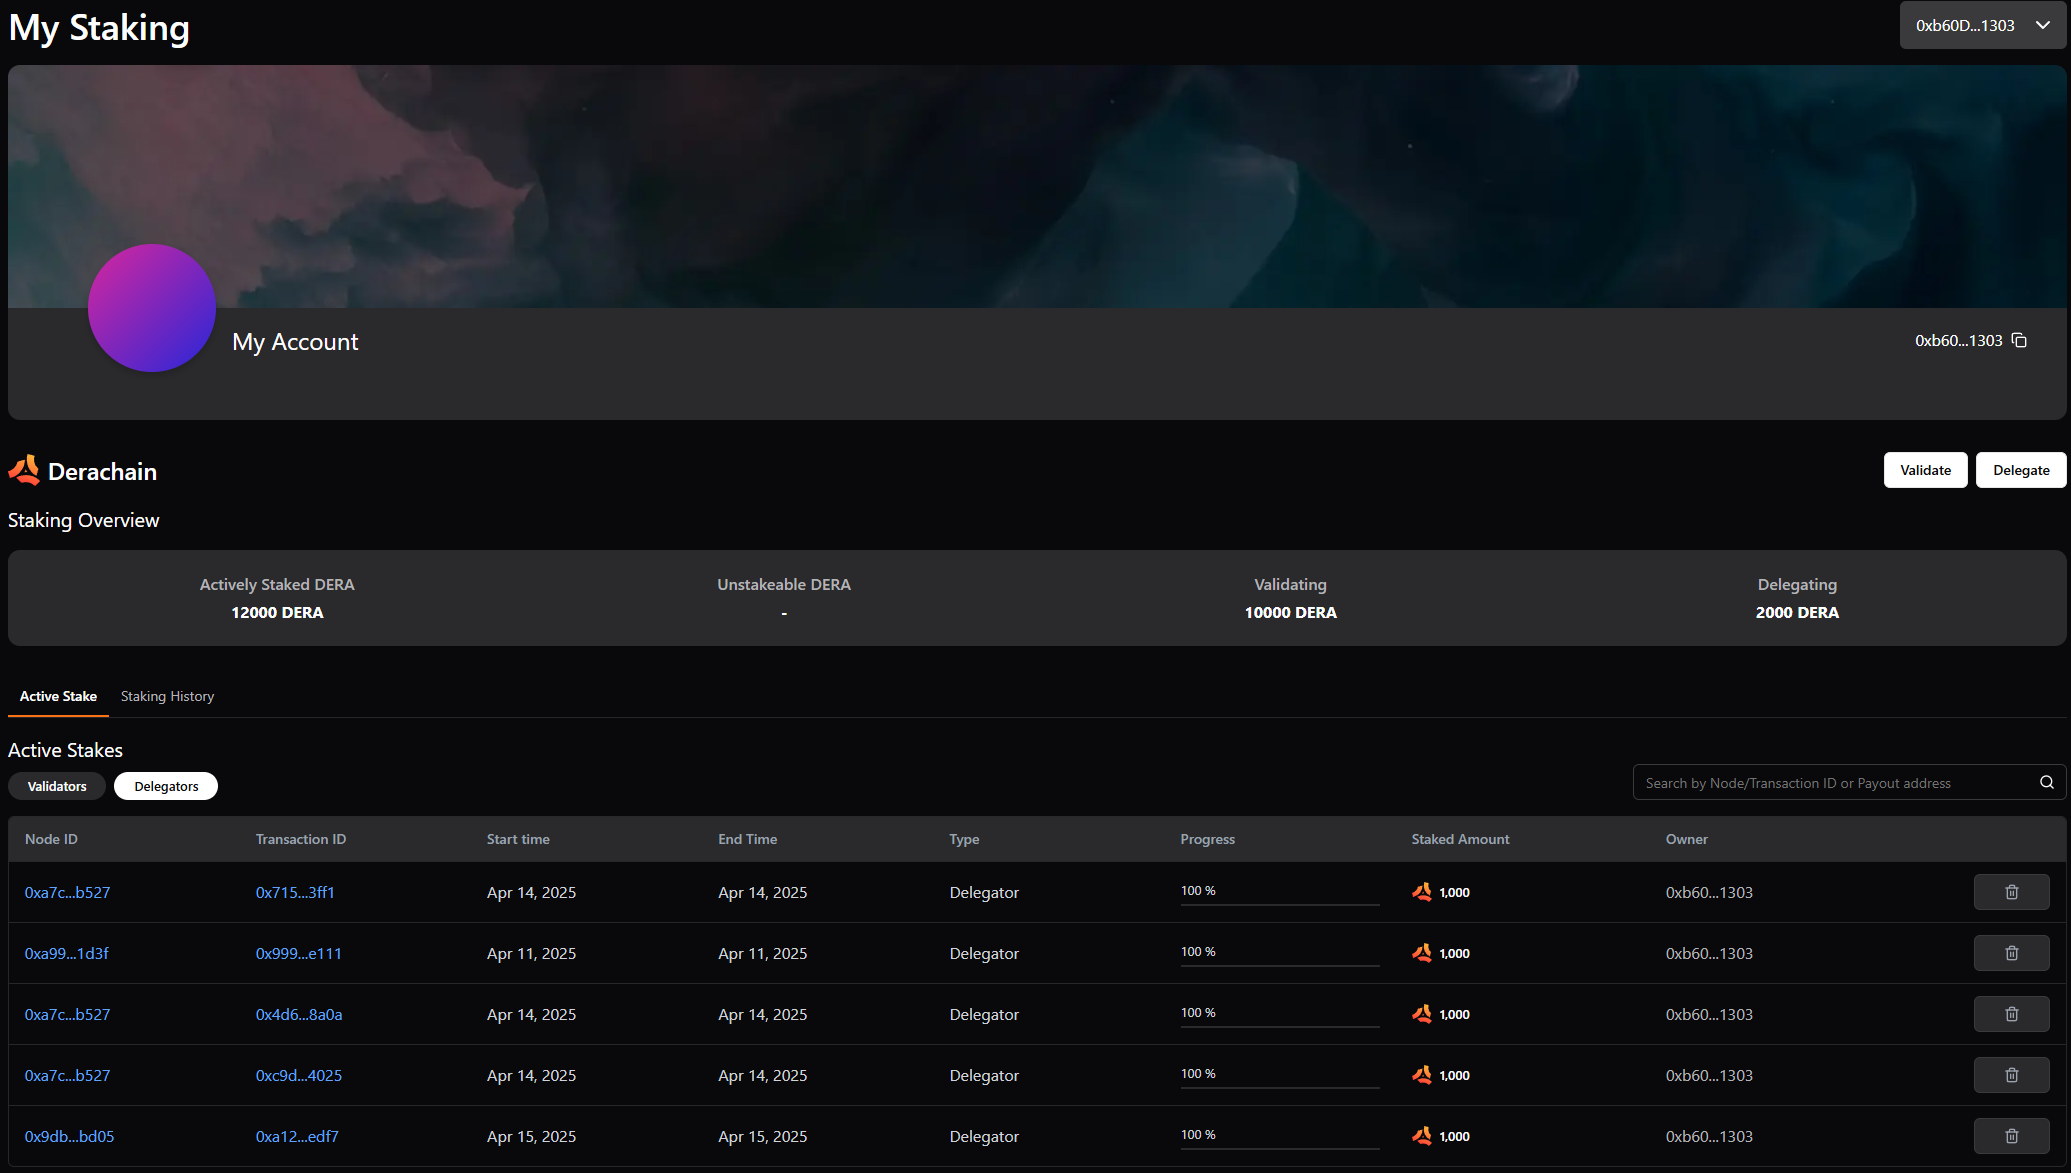 My Staking
0xb60D...1303
My Account
0xb60...1303
Derachain
Validate
Delegate
Staking Overview
Actively Staked DERA
12000 DERA
Unstakeable DERA
-
Validating
10000 DERA
Delegating
2000 DERA
Active Stake
Staking History
Active Stakes
Validators
Delegators
Search by Node/Transaction ID or Payout address
Node ID Transaction ID Start time End Time Type Progress Staked Amount Owner
0xa7c...b527 0x715...3ff1 Apr 14, 2025 Apr 14, 2025 Delegator 100 % 1,000 0xb60...1303
0xa99...1d3f 0x999...e111 Apr 11, 2025 Apr 11, 2025 Delegator 100 % 1,000 0xb60...1303
0xa7c...b527 0x4d6...8a0a Apr 14, 2025 Apr 14, 2025 Delegator 100 % 1,000 0xb60...1303
0xa7c...b527 0xc9d...4025 Apr 14, 2025 Apr 14, 2025 Delegator 100 % 1,000 0xb60...1303
0x9db...bd05 0xa12...edf7 Apr 15, 2025 Apr 15, 2025 Delegator 100 % 1,000 0xb60...1303